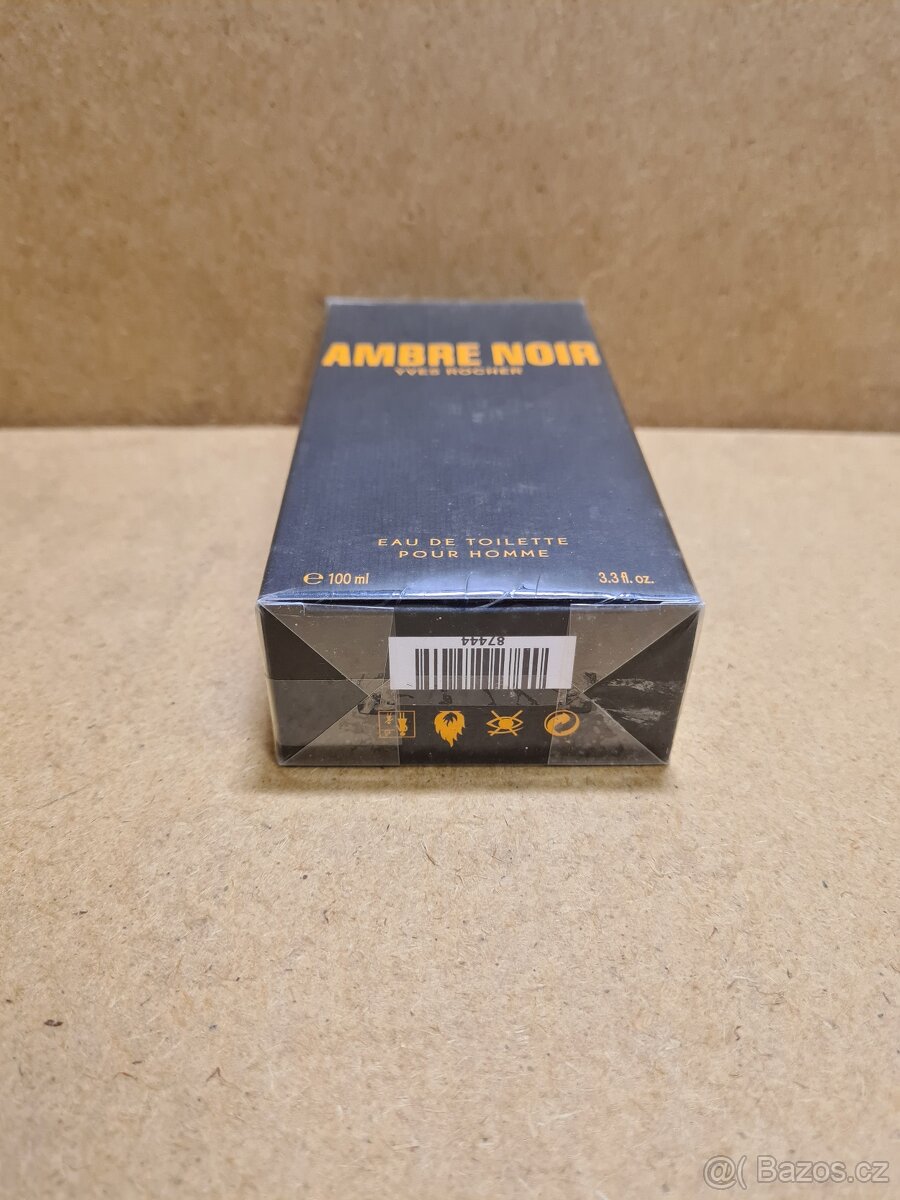 AMBRE NOIR
YVES ROCHER
EAU DE TOILETTE
POUR HOMME
℮ 100 ml
3.3 fl. oz.
87444
@( Bazos.cz